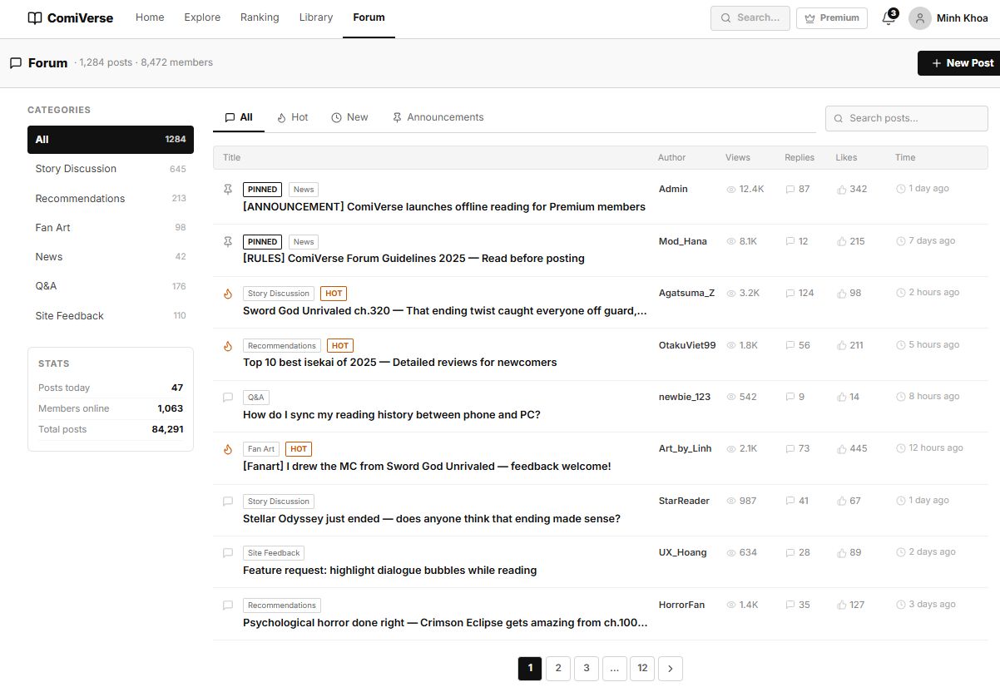 ComiVerse Home Explore Ranking Library Forum Search... Premium 3 Minh Khoa
Forum · 1,284 posts · 8,472 members New Post
CATEGORIES
All 1284
Story Discussion 645
Recommendations 213
Fan Art 98
News 42
Q&A 176
Site Feedback 110
STATS
Posts today 47
Members online 1,063
Total posts 84,291
All Hot New Announcements Search posts...
Title Author Views Replies Likes Time
PINNED News Admin 12.4K 87 342 1 day ago
[ANNOUNCEMENT] ComiVerse launches offline reading for Premium members
PINNED News Mod_Hana 8.1K 12 215 7 days ago
[RULES] ComiVerse Forum Guidelines 2025 — Read before posting
Story Discussion HOT Agatsuma_Z 3.2K 124 98 2 hours ago
Sword God Unrivaled ch.320 — That ending twist caught everyone off guard,...
Recommendations HOT OtakuViet99 1.8K 56 211 5 hours ago
Top 10 best isekai of 2025 — Detailed reviews for newcomers
Q&A newbie_123 542 9 14 8 hours ago
How do I sync my reading history between phone and PC?
Fan Art HOT Art_by_Linh 2.1K 73 445 12 hours ago
[Fanart] I drew the MC from Sword God Unrivaled — feedback welcome!
Story Discussion StarReader 987 41 67 1 day ago
Stellar Odyssey just ended — does anyone think that ending made sense?
Site Feedback UX_Hoang 634 28 89 2 days ago
Feature request: highlight dialogue bubbles while reading
Recommendations HorrorFan 1.4K 35 127 3 days ago
Psychological horror done right — Crimson Eclipse gets amazing from ch.100...
1 2 3 ... 12